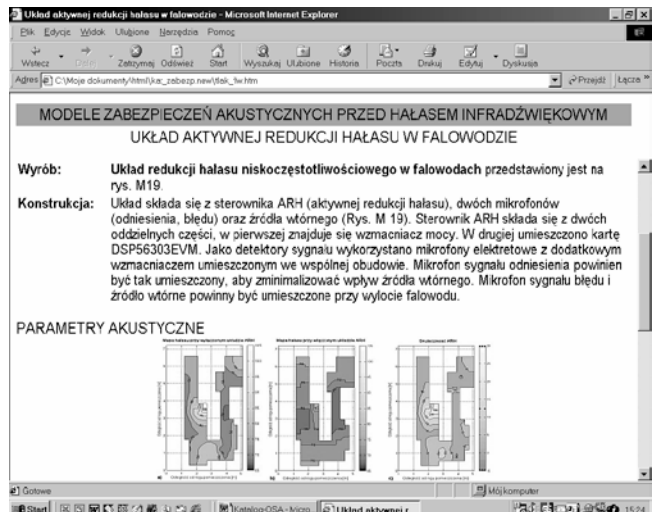 Układ aktywnej redukcji hałasu w falowodzie - Microsoft Internet Explorer
Plik Edycja Widok Ulubione Narzędzia Pomoc
Wstecz Dalej Zatrzymaj Odśwież Start Wyszukaj Ulubione Historia Poczta Drukuj Edytuj Dyskusja
Adres C:\Moje dokumenty\html\ka:_zabezp.new\tlak_fw.htm Przejdź Łącza »
MODELE ZABEZPIECZEŃ AKUSTYCZNYCH PRZED HAŁASEM INFRADŹWIĘKOWYM
UKŁAD AKTYWNEJ REDUKCJI HAŁASU W FALOWODZIE
Wyrób: Układ redukcji hałasu niskoczęstotliwościowego w falowodach przedstawiony jest na
rys. M19.
Konstrukcja: Układ składa się z sterownika ARH (aktywnej redukcji hałasu), dwóch mikrofonów
(odniesienia, błędu) oraz źródła wtórnego (Rys. M 19). Sterownik ARH składa się z dwóch
oddzielnych części, w pierwszej znajduje się wzmacniacz mocy. W drugiej umieszczono kartę
DSP56303EVM. Jako detektory sygnału wykorzystano mikrofony elektretowe z dodatkowym
wzmacniaczem umieszczonym we wspólnej obudowie. Mikrofon sygnału odniesienia powinien
być tak umieszczony, aby zminimalizować wpływ źródła wtórnego. Mikrofon sygnału błędu i
źródło wtórne powinny być umieszczone przy wylocie falowodu.
PARAMETRY AKUSTYCZNE
a) b) c)
Gotowe Mój komputer
Start Katalog-OSA - Micro... Układ aktywnej r... 15:24